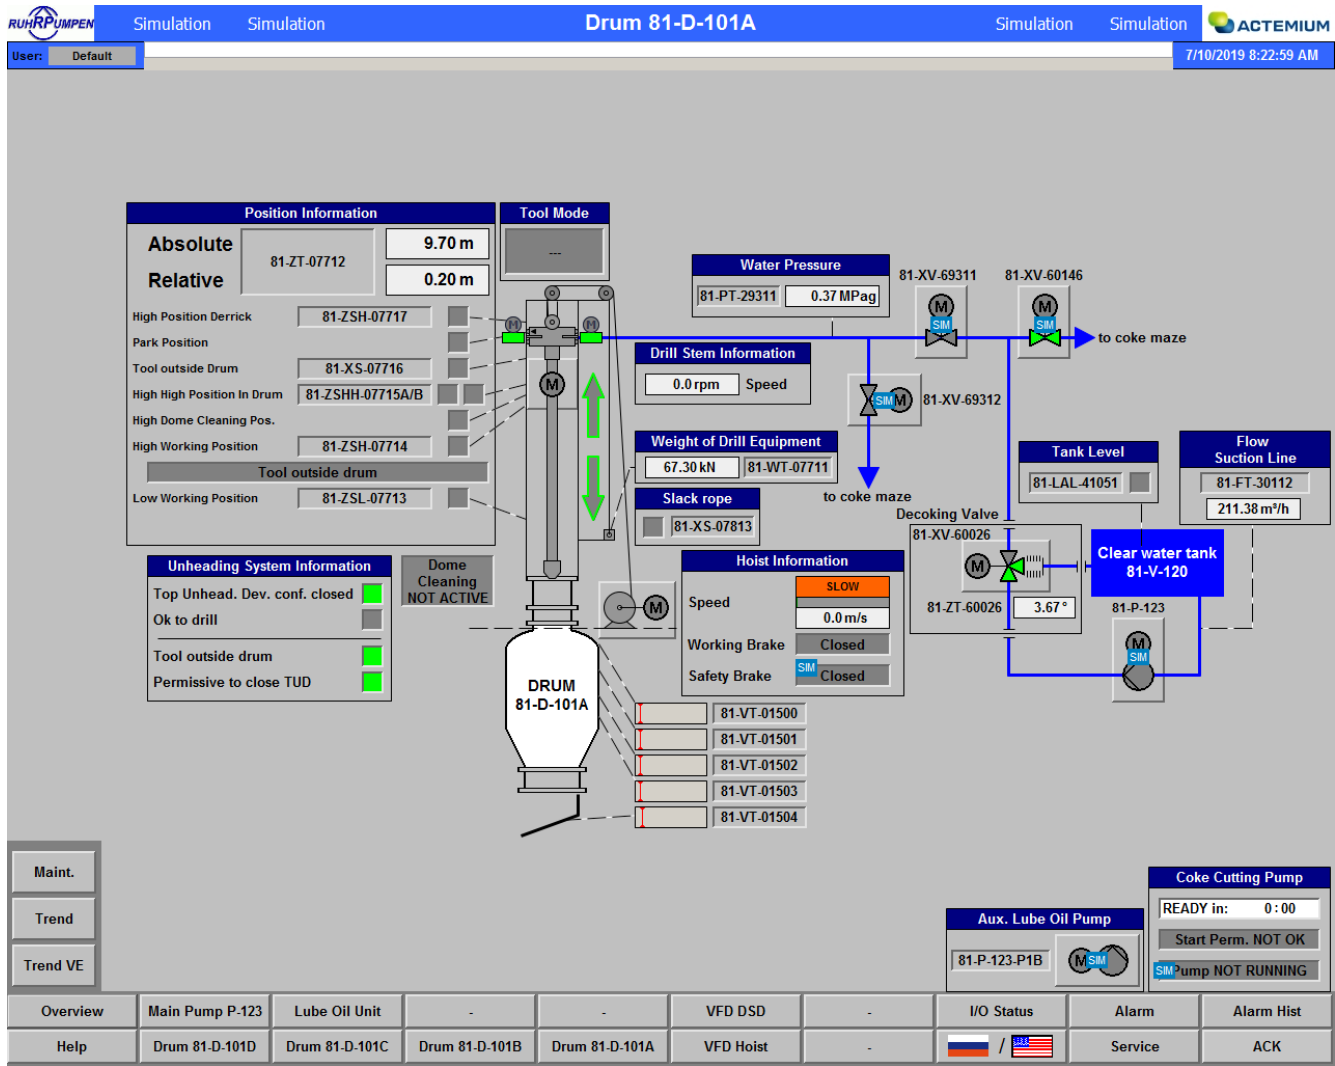 RUHRPUMPEN
Simulation
Simulation
Drum 81-D-101A
Simulation
Simulation
ACTEMIUM
User:
Default
7/10/2019 8:22:59 AM
Position Information
Absolute
81-ZT-07712
9.70 m
Relative
0.20 m
High Position Derrick
81-ZSH-07717
Park Position
Tool outside Drum
81-XS-07716
High High Position In Drum
81-ZSHH-07715A/B
High Dome Cleaning Pos.
High Working Position
81-ZSH-07714
Tool outside drum
Low Working Position
81-ZSL-07713
Tool Mode
---
M
M
M
Water Pressure
81-PT-29311
0.37 MPag
81-XV-69311
M
SIM
81-XV-60146
M
SIM
to coke maze
Drill Stem Information
0.0 rpm
Speed
SIM
M
81-XV-69312
to coke maze
Weight of Drill Equipment
67.30 kN
81-WT-07711
Slack rope
81-XS-07813
Tank Level
81-LAL-41051
Flow
Suction Line
81-FT-30112
211.38 m³/h
Decoking Valve
81-XV-60026
M
81-ZT-60026
3.67 °
Clear water tank
81-V-120
81-P-123
M
SIM
Unheading System Information
Top Unhead. Dev. conf. closed
Ok to drill
Tool outside drum
Permissive to close TUD
Dome
Cleaning
NOT ACTIVE
M
Hoist Information
Speed
SLOW
0.0 m/s
Working Brake
Closed
Safety Brake
SIM
Closed
DRUM
81-D-101A
81-VT-01500
81-VT-01501
81-VT-01502
81-VT-01503
81-VT-01504
Maint.
Trend
Trend VE
Aux. Lube Oil Pump
81-P-123-P1B
M
SIM
Coke Cutting Pump
READY in:
0 : 00
Start Perm. NOT OK
SIM
Pump NOT RUNNING
Overview
Main Pump P-123
Lube Oil Unit
-
-
VFD DSD
-
I/O Status
Alarm
Alarm Hist
Help
Drum 81-D-101D
Drum 81-D-101C
Drum 81-D-101B
Drum 81-D-101A
VFD Hoist
-
/
Service
ACK